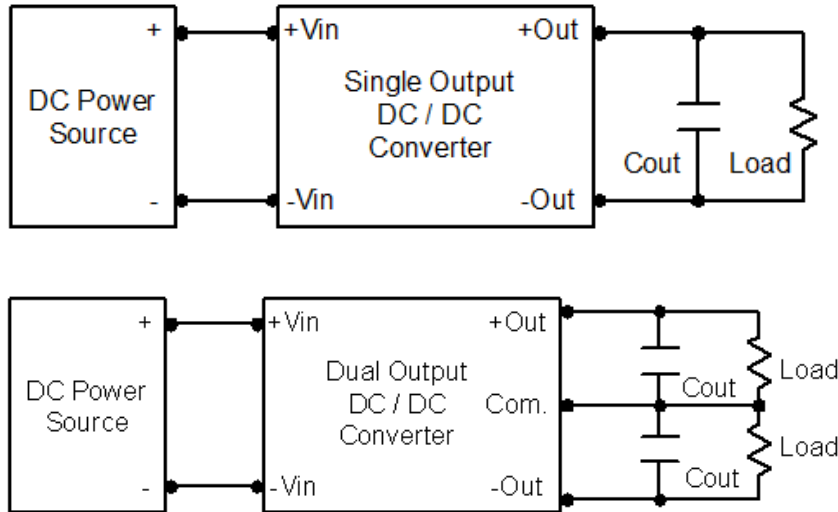 +
+Vin
+Out
DC Power
Source
Single Output
DC / DC
Converter
Cout
Load
-
-Vin
-Out
+
+Vin
+Out
DC Power
Source
Dual Output
DC / DC
Converter
Com.
Cout
Load
Load
Cout
-
-Vin
-Out